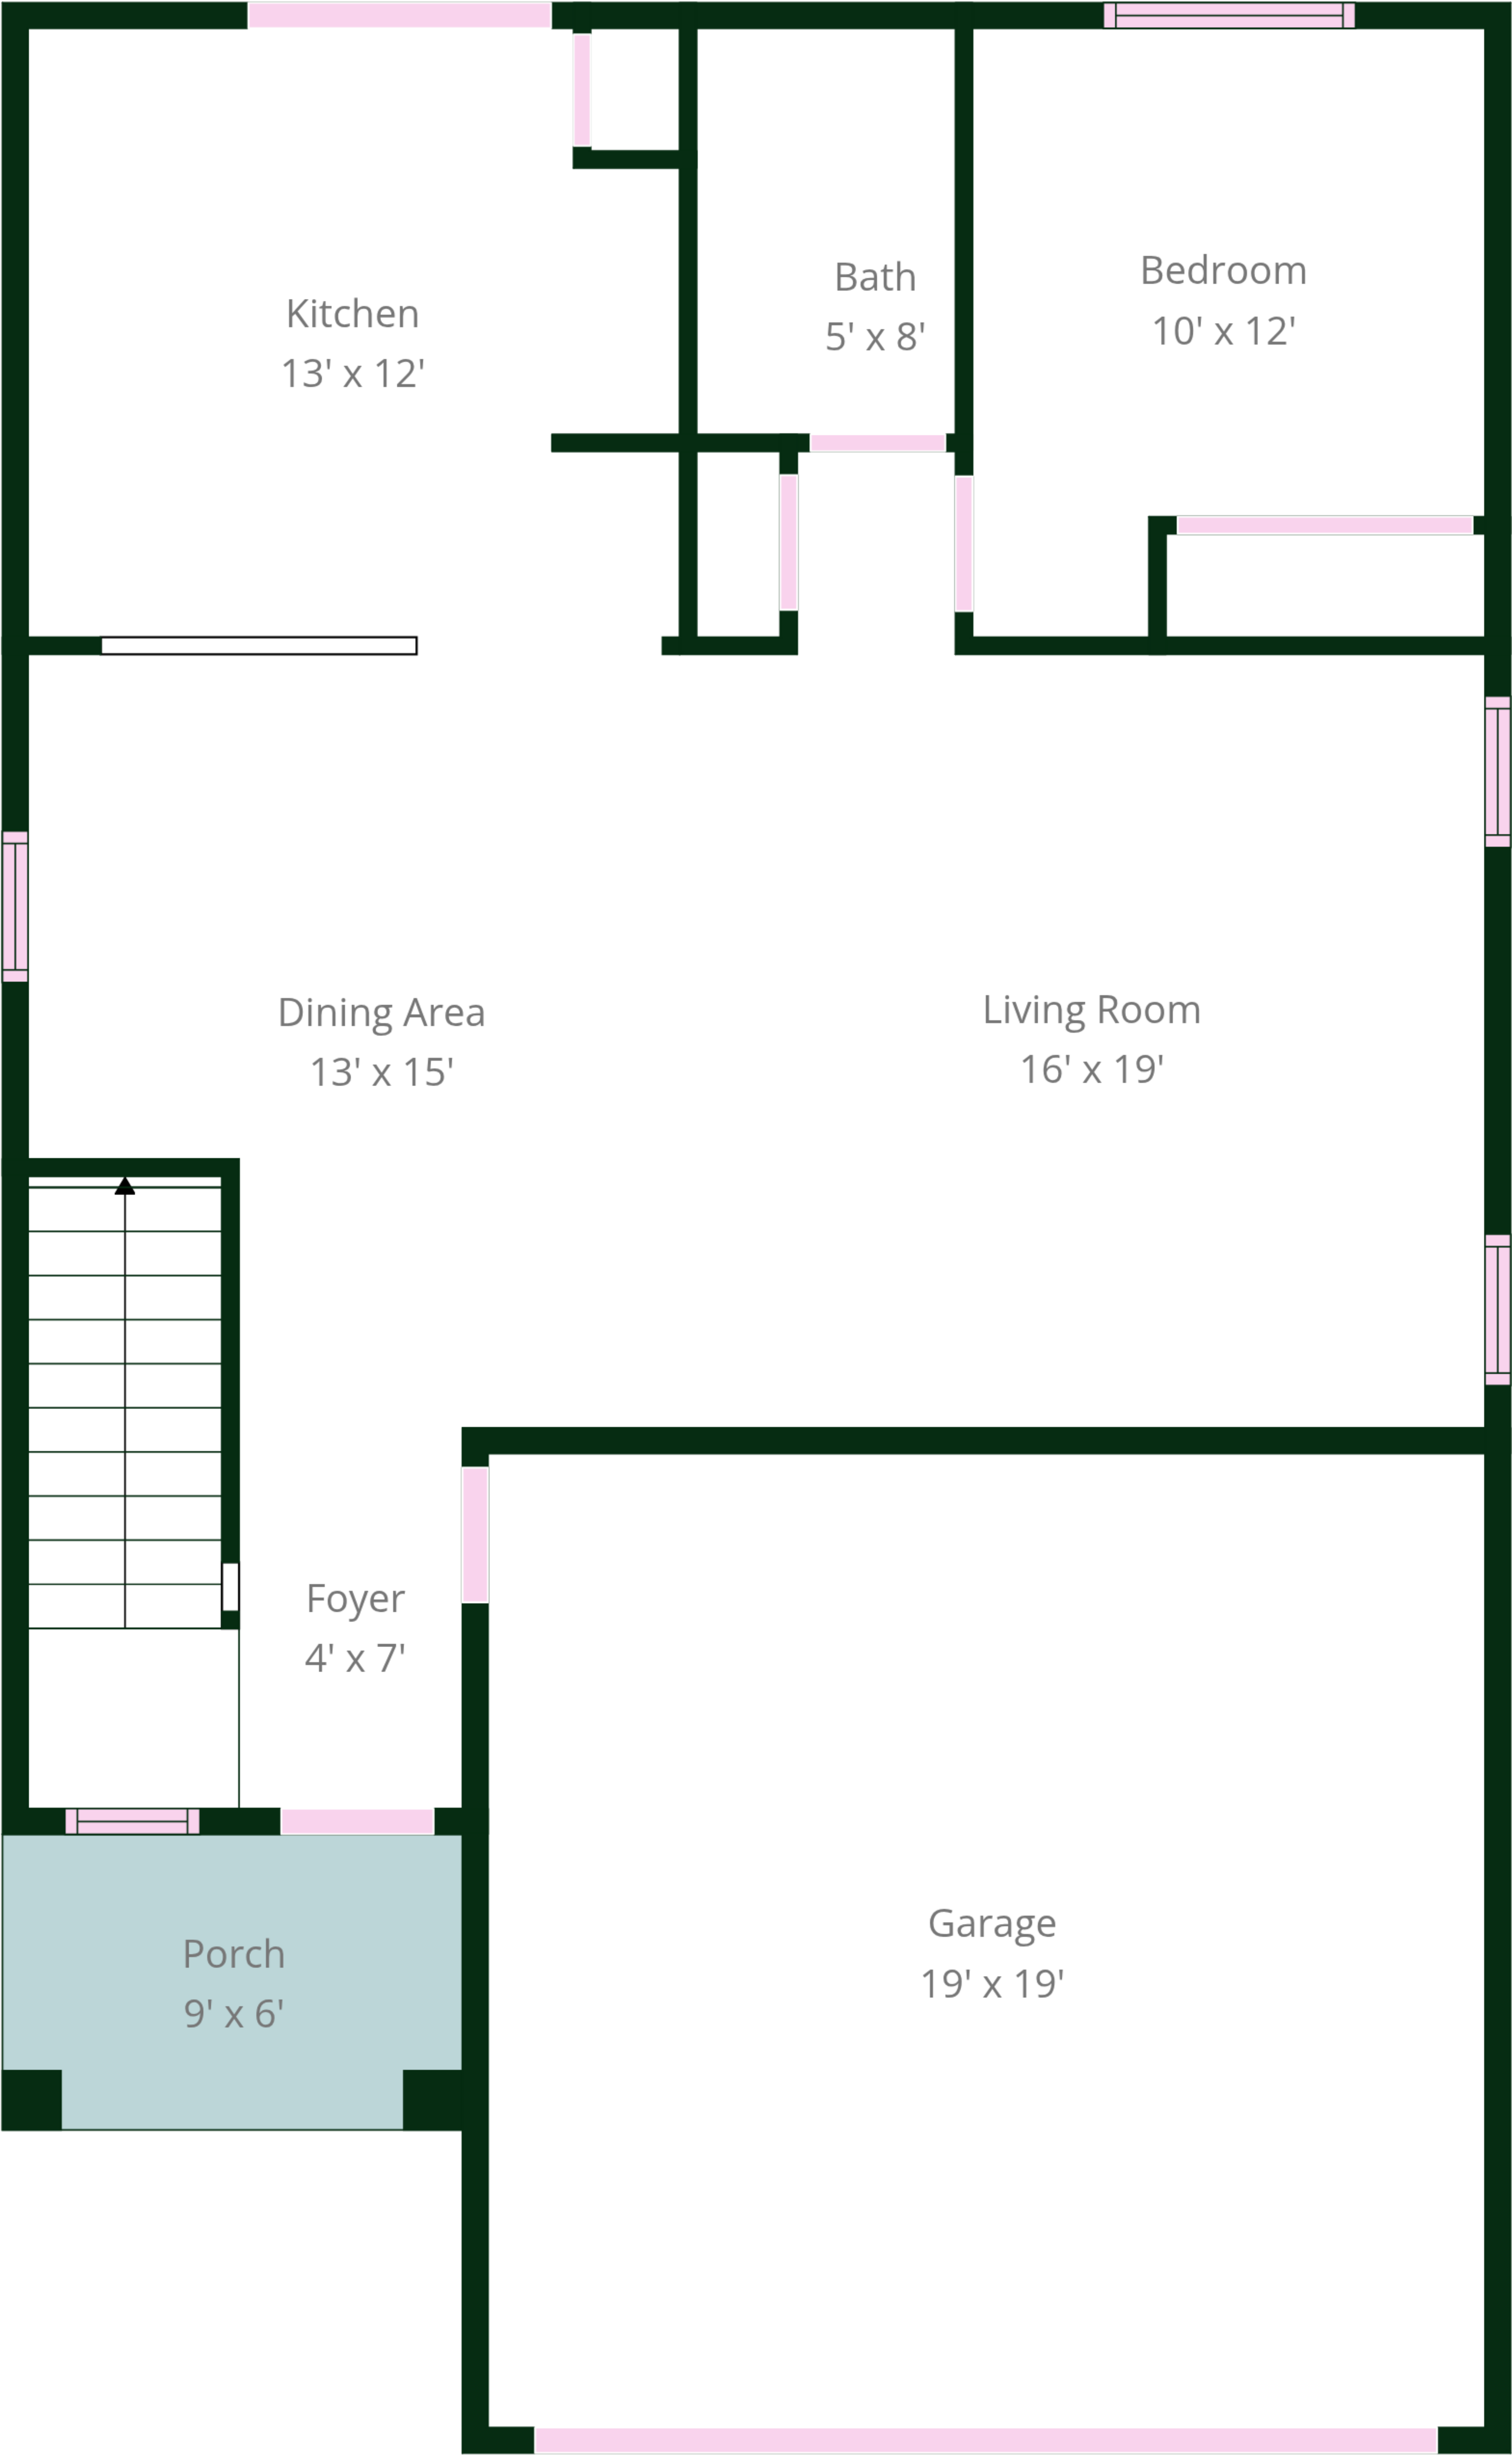 Kitchen
13' x 12'
Bath
5' x 8'
Bedroom
10' x 12'
Dining Area
13' x 15'
Living Room
16' x 19'
Foyer
4' x 7'
Porch
9' x 6'
Garage
19' x 19'